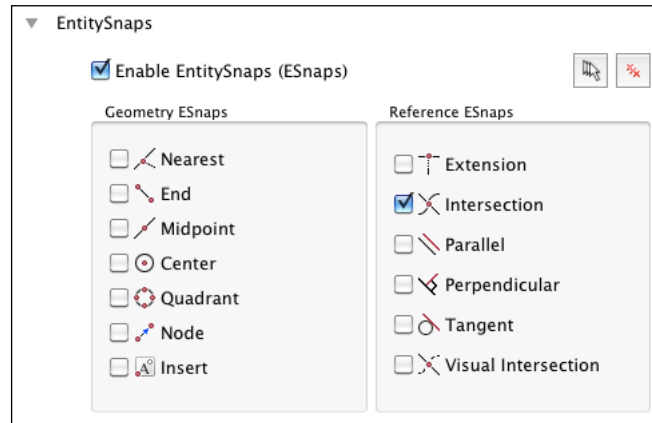 EntitySnaps
Enable EntitySnaps (ESnaps)
Geometry ESnaps
Nearest
End
Midpoint
Center
Quadrant
Node
Insert
Reference ESnaps
Extension
Intersection
Parallel
Perpendicular
Tangent
Visual Intersection